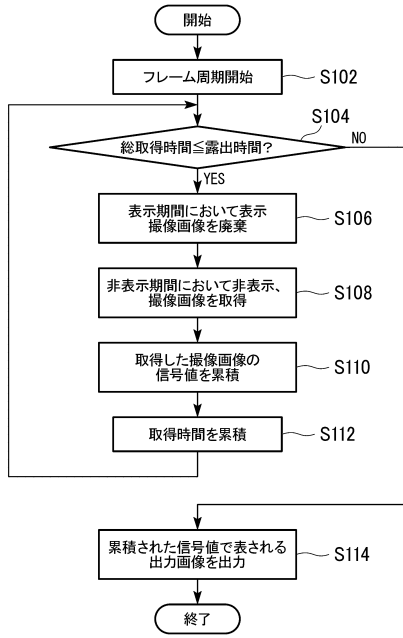 開始
フレーム周期開始
S102
S104
総取得時間≦露出時間?
NO
YES
表示期間において表示
撮像画像を廃棄
S106
非表示期間において非表示、
撮像画像を取得
S108
取得した撮像画像の
信号値を累積
S110
取得時間を累積
S112
累積された信号値で表される
出力画像を出力
S114
終了